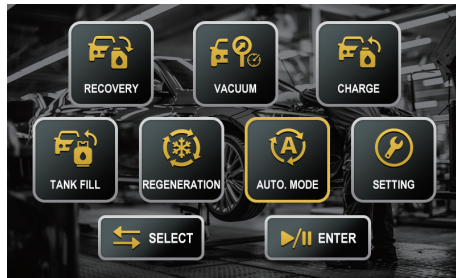 RECOVERY
VACUUM
CHARGE
TANK FILL
REGENERATION
A
AUTO. MODE
SETTING
SELECT
ENTER